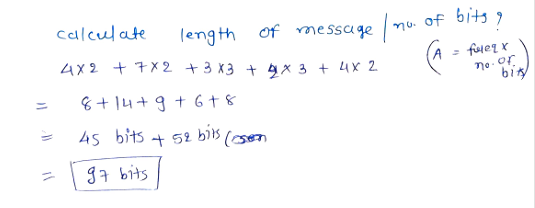 calculate length of message / no. of bits ?
(A = freq x no. of bits)
4x2 + 7x2 + 3x3 + 2x3 + 4x2
= 8+14+9+6+8
= 45 bits + 52 bits (
= 97 bits